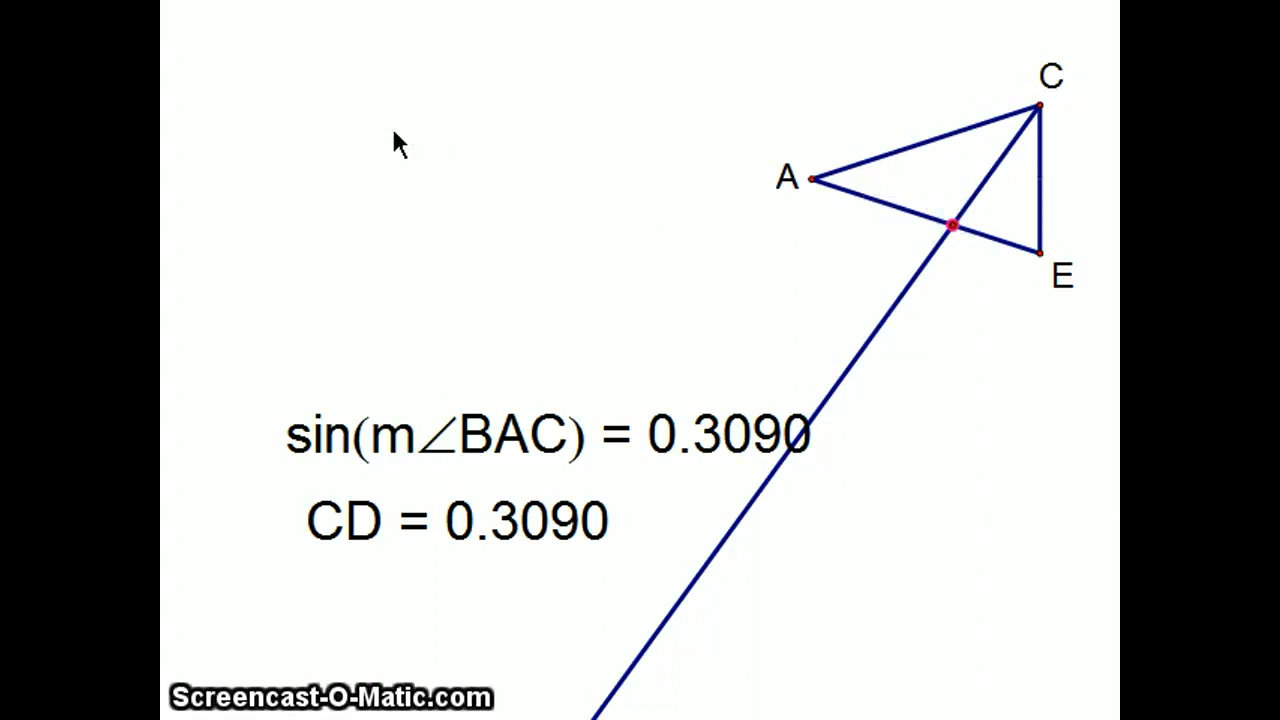 C
A
E
sin(m∠BAC) = 0.3090
CD = 0.3090
Screencast-O-Matic.com